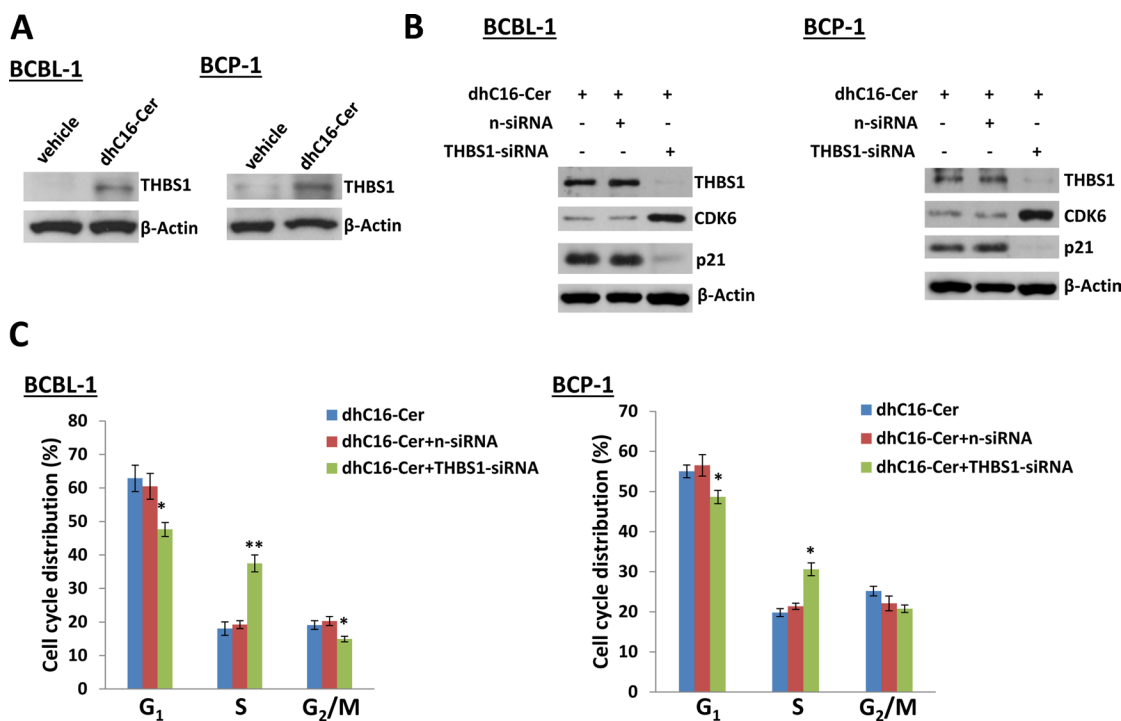 A
BCBL-1
BCP-1
vehicle
dhC16-Cer
vehicle
dhC16-Cer
THBS1
β-Actin
THBS1
β-Actin
B
BCBL-1
dhC16-Cer + + +
n-siRNA - + -
THBS1-siRNA - - +
THBS1
CDK6
p21
β-Actin
BCP-1
dhC16-Cer + + +
n-siRNA - + -
THBS1-siRNA - - +
THBS1
CDK6
p21
β-Actin
C
BCBL-1
dhC16-Cer
dhC16-Cer+n-siRNA
dhC16-Cer+THBS1-siRNA
Cell cycle distribution (%)
80
70
60
50
40
30
20
10
0
*
**
*
G₁ S G₂/M
BCP-1
dhC16-Cer
dhC16-Cer+n-siRNA
dhC16-Cer+THBS1-siRNA
Cell cycle distribution (%)
70
60
50
40
30
20
10
0
*
*
G₁ S G₂/M